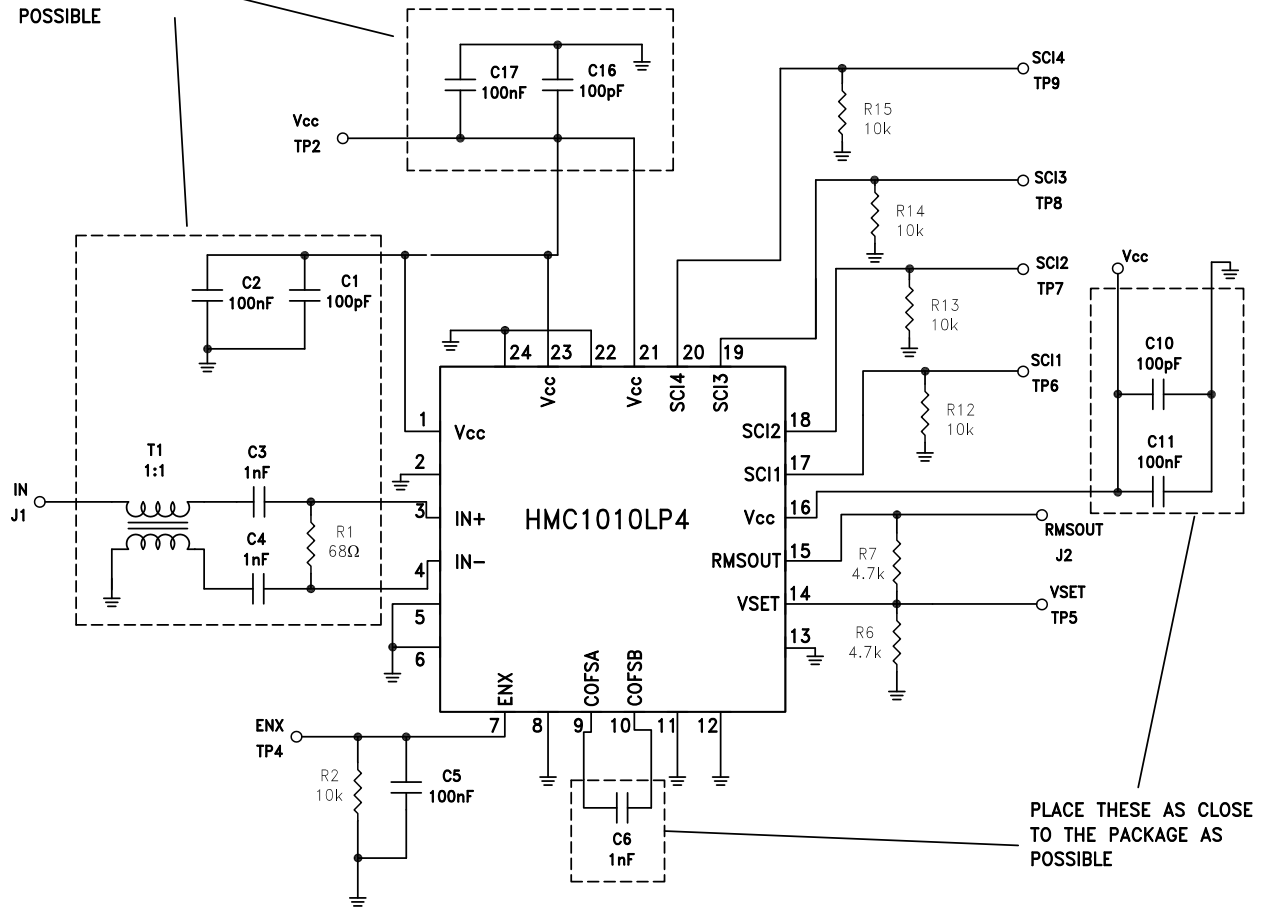 POSSIBLE
C17
100nF
C16
100pF
Vcc
TP2
SCI4
TP9
R15
10k
SCI3
TP8
R14
10k
SCI2
TP7
R13
10k
SCI1
TP6
R12
10k
Vcc
C10
100pF
C11
100nF
C2
100nF
C1
100pF
24
23
22
21
20
19
Vcc
Vcc
SCI4
SCI3
1
Vcc
2
3
IN+
4
IN-
5
6
HMC1010LP4
SCI2
18
SCI1
17
Vcc
16
RMSOUT
15
VSET
14
13
T1
1:1
C3
1nF
C4
1nF
R1
68Ω
IN
J1
RMSOUT
J2
R7
4.7k
VSET
TP5
R6
4.7k
ENX
COFSA
COFSB
7
8
9
10
11
12
ENX
TP4
R2
10k
C5
100nF
C6
1nF
PLACE THESE AS CLOSE
TO THE PACKAGE AS
POSSIBLE